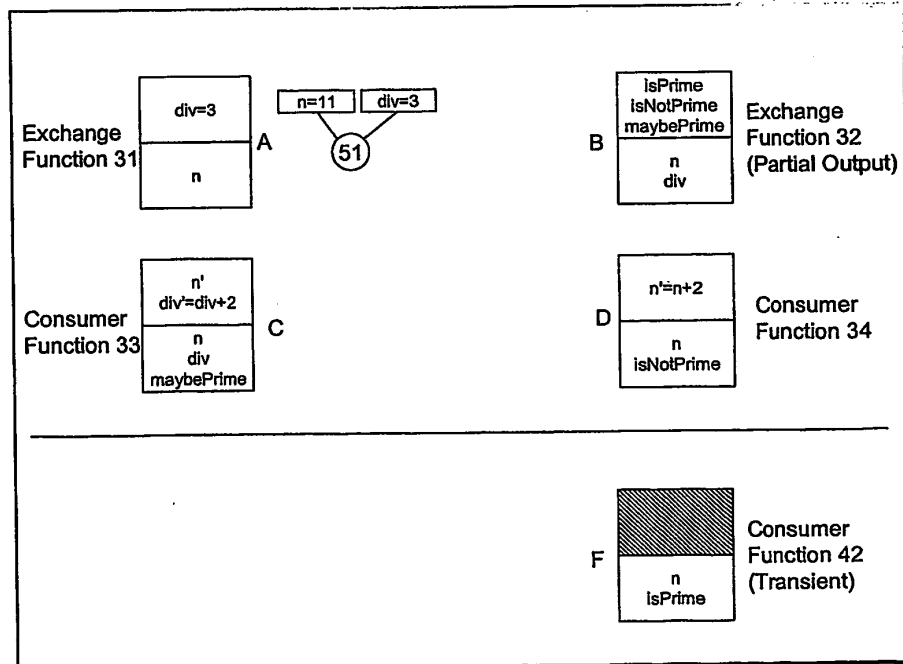 Exchange
Function 31
div=3
n
A
n=11
div=3
51
B
isPrime
isNotPrime
maybePrime
n
div
Exchange
Function 32
(Partial Output)
Consumer
Function 33
n'
div'=div+2
n
div
maybePrime
C
D
n'=n+2
n
isNotPrime
Consumer
Function 34
F
n
isPrime
Consumer
Function 42
(Transient)